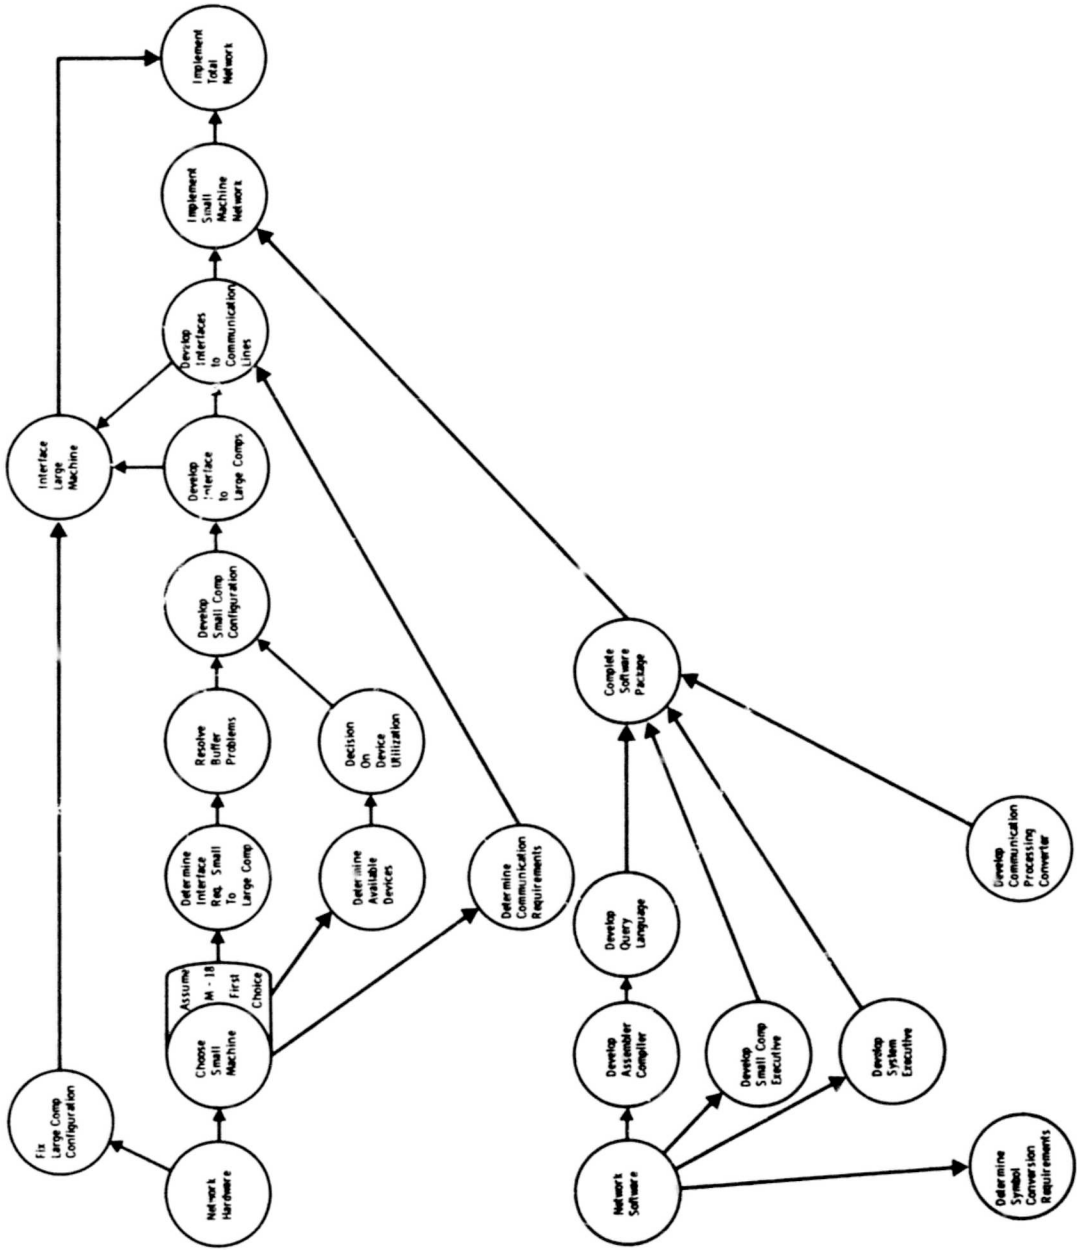 Fix
Large Comp
Configuration
Interface
Large
Machine
Network
Hardware
Choose
Small
Machine
Assume
M - 18
First
Choice
Determine
Interface
Req. Small
To
Large Comp
Resolve
Buffer
Problems
Develop
Small Comp
Configuration
Develop
Interface
to
Large Comps
Develop
Interfaces
to
Communication
Lines
Implement
Small
Machine
Network
Implement
Total
Network
Determine
Available
Devices
Decision
On
Device
Utilization
Determine
Communication
Requirements
Network
Software
Develop
Assembler
Compiler
Develop
Query
Language
Complete
Software
Package
Develop
Small Comp
Executive
Develop
System
Executive
Determine
Symbol
Conversion
Requirements
Develop
Communication
Processing
Converter